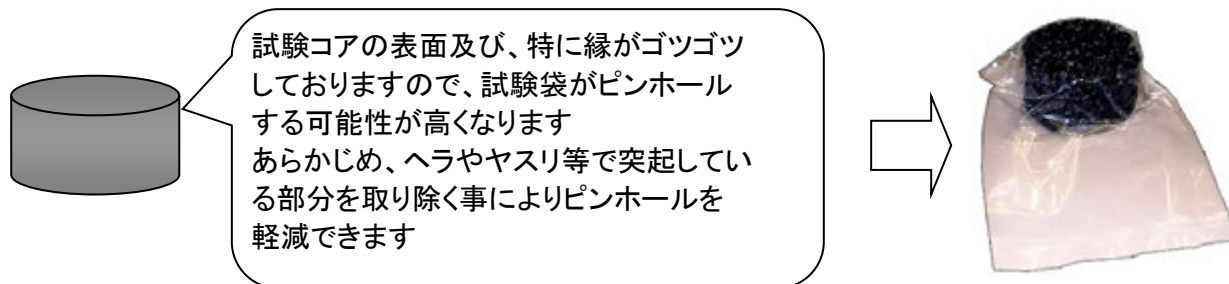 試験コアの表面及び、特に縁がゴツゴツ
しておりますので、試験袋がピンホール
する可能性が高くなります
あらかじめ、ヘラやヤスリ等で突起してい
る部分を取り除く事によりピンホールを
軽減できます